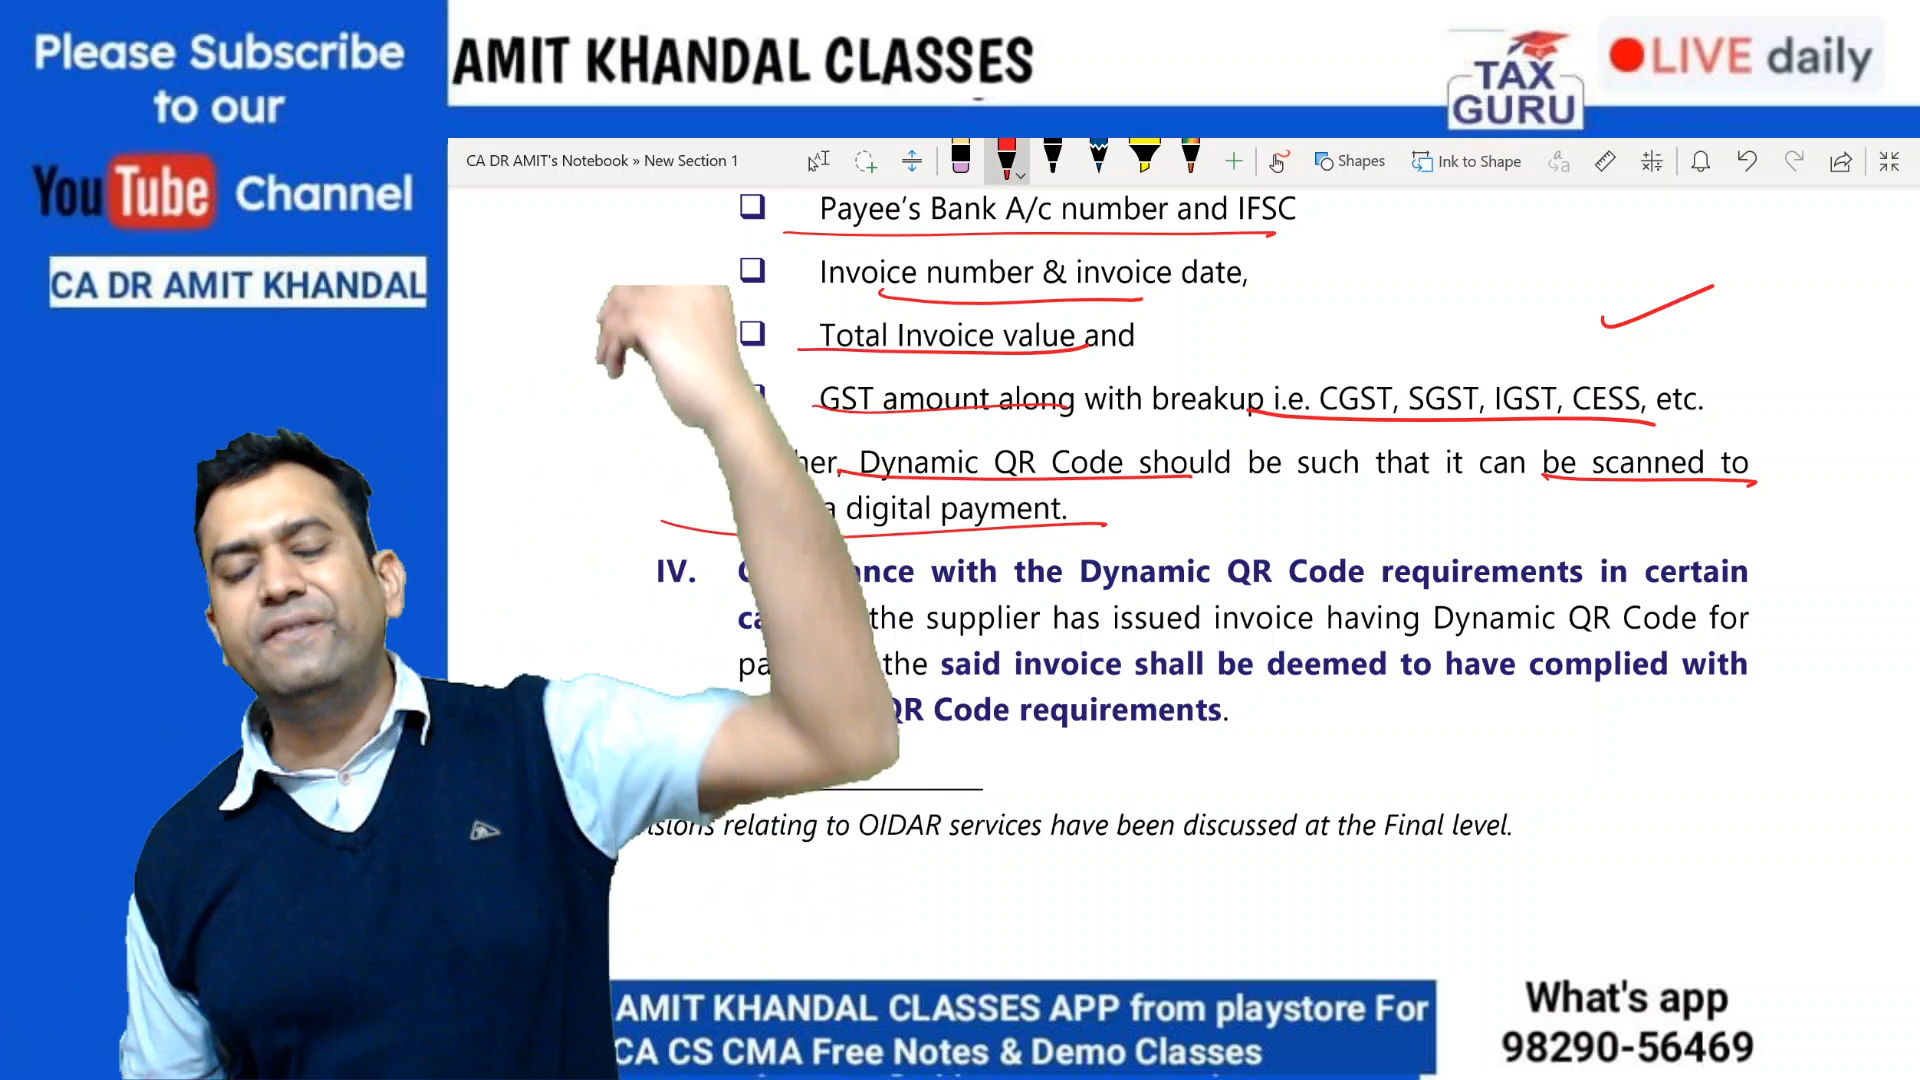 Please Subscribe
to our
YouTube Channel
CA DR AMIT KHANDAL
AMIT KHANDAL CLASSES
TAX
GURU
LIVE daily
CA DR AMIT's Notebook » New Section 1
Shapes
Ink to Shape
Payee’s Bank A/c number and IFSC
Invoice number & invoice date,
Total Invoice value and
GST amount along with breakup i.e. CGST, SGST, IGST, CESS, etc.
Dynamic QR Code should be such that it can be scanned to
a digital payment.
IV. with the Dynamic QR Code requirements in certain
the supplier has issued invoice having Dynamic QR Code for
the said invoice shall be deemed to have complied with
QR Code requirements.
relating to OIDAR services have been discussed at the Final level.
AMIT KHANDAL CLASSES APP from playstore For
CA CS CMA Free Notes & Demo Classes
What's app
98290-56469